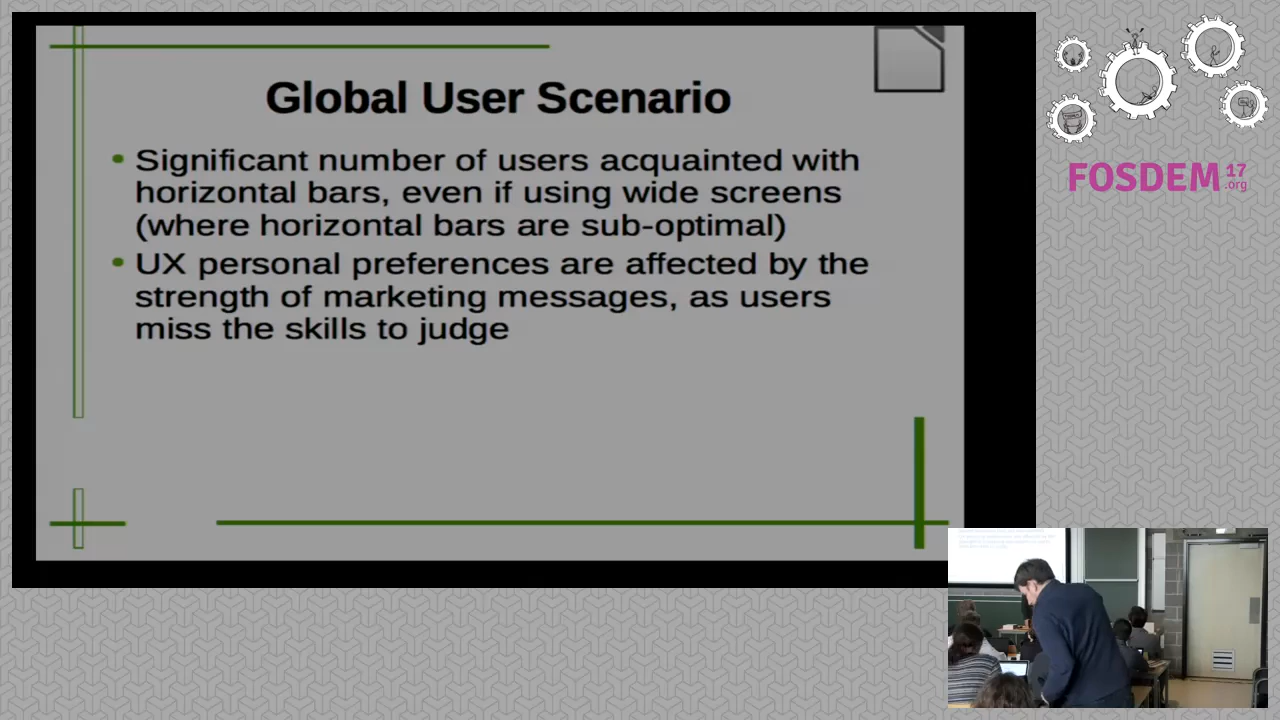 Global User Scenario
• Significant number of users acquainted with
horizontal bars, even if using wide screens
(where horizontal bars are sub-optimal)
• UX personal preferences are affected by the
strength of marketing messages, as users
miss the skills to judge
FOSDEM 17
.org